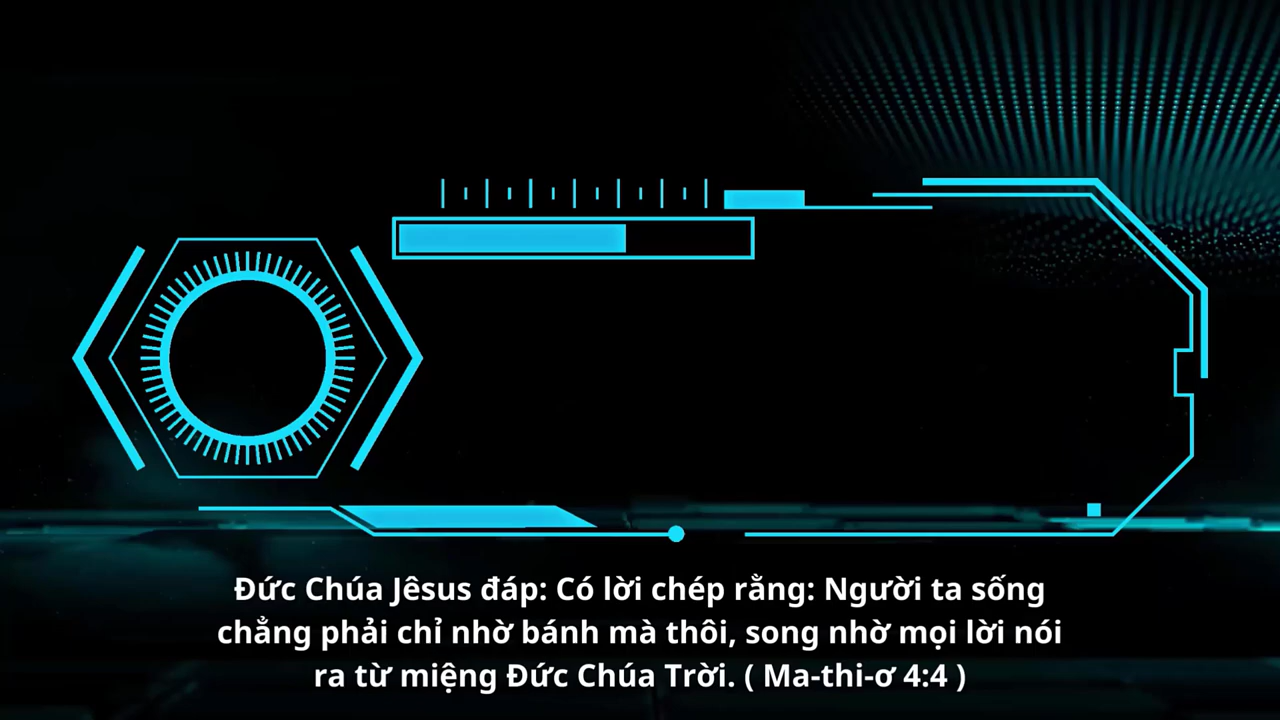 Đức Chúa Jêsus đáp: Có lời chép rằng: Người ta sống
chẳng phải chỉ nhờ bánh mà thôi, song nhờ mọi lời nói
ra từ miệng Đức Chúa Trời. ( Ma-thi-ơ 4:4 )